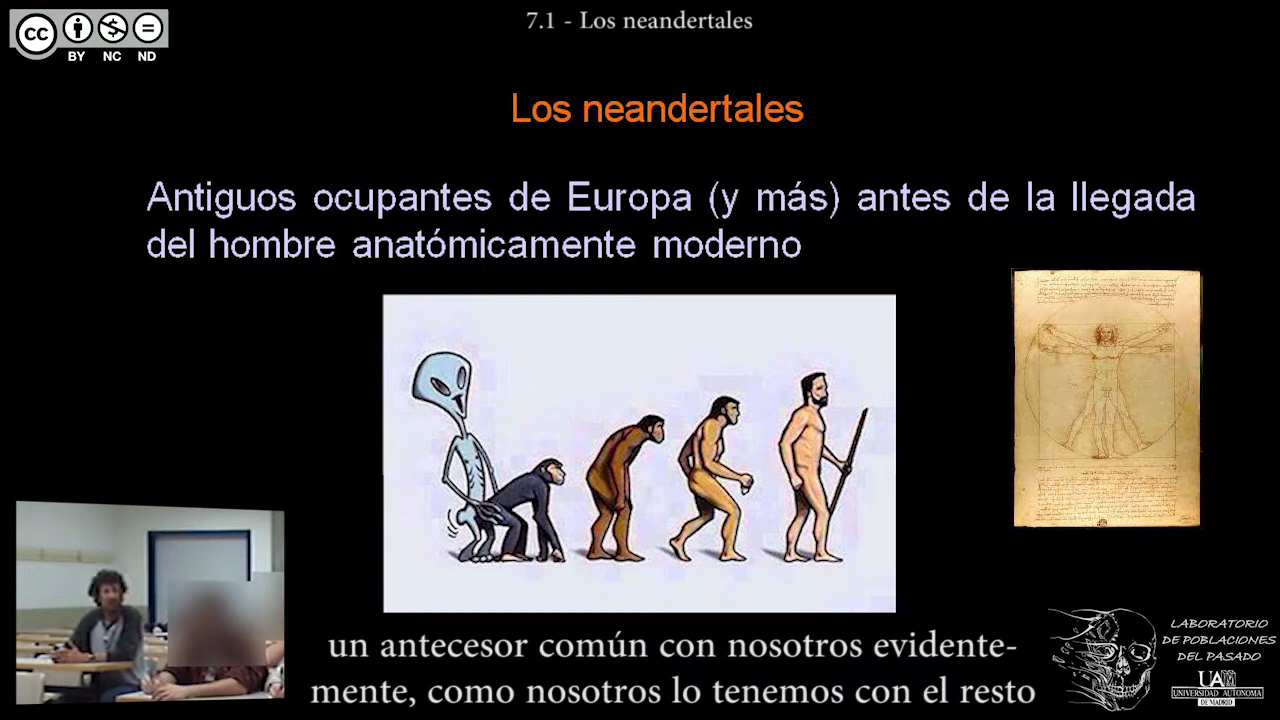 7.1 - Los neandertales
CC
BY NC ND
Los neandertales
Antiguos ocupantes de Europa (y más) antes de la llegada
del hombre anatómicamente moderno
un antecesor común con nosotros evidente-
mente, como nosotros lo tenemos con el resto
LABORATORIO
DE POBLACIONES
DEL PASADO
UAM
UNIVERSIDAD AUTONOMA
DE MADRID